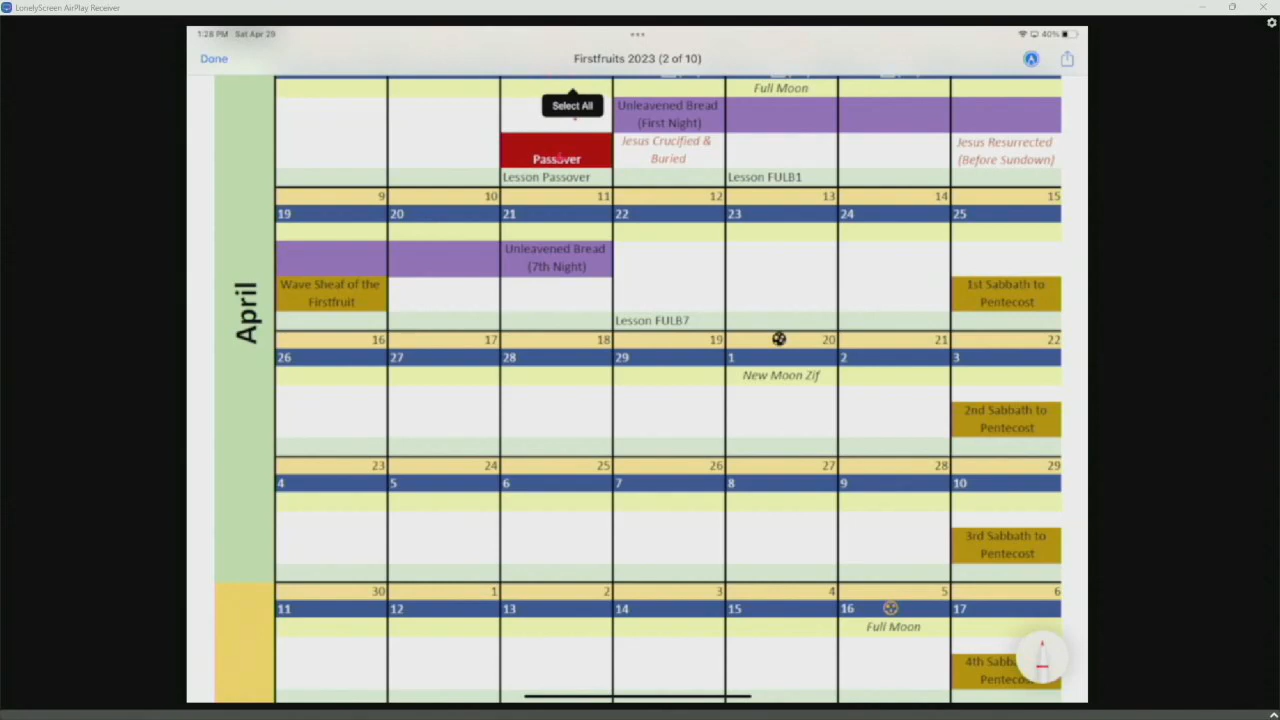 LonelyScreen AirPlay Receiver
1:28 PM Sat Apr 29
40%
Done
Firstfruits 2023 (2 of 10)
Full Moon
Select All
Unleavened Bread
(First Night)
Passover
Jesus Crucified &
Buried
Jesus Resurrected
(Before Sundown)
Lesson Passover
Lesson FULB1
9 10 11 12 13 14 15
19 20 21 22 23 24 25
Unleavened Bread
(7th Night)
Wave Sheaf of the
Firstfruit
1st Sabbath to
Pentecost
Lesson FULB7
April
16 17 18 19 20 21 22
26 27 28 29 1 2 3
New Moon Zif
2nd Sabbath to
Pentecost
23 24 25 26 27 28 29
4 5 6 7 8 9 10
3rd Sabbath to
Pentecost
30 1 2 3 4 5 6
11 12 13 14 15 16 17
Full Moon
4th